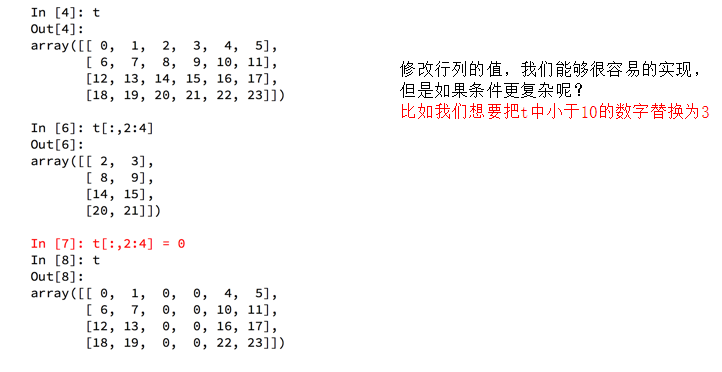 In [4]: t
Out[4]:
array([[ 0,  1,  2,  3,  4,  5],
       [ 6,  7,  8,  9, 10, 11],
       [12, 13, 14, 15, 16, 17],
       [18, 19, 20, 21, 22, 23]])
In [6]: t[:,2:4]
Out[6]:
array([[ 2,  3],
       [ 8,  9],
       [14, 15],
       [20, 21]])
In [7]: t[:,2:4] = 0
In [8]: t
Out[8]:
array([[ 0,  1,  0,  0,  4,  5],
       [ 6,  7,  0,  0, 10, 11],
       [12, 13,  0,  0, 16, 17],
       [18, 19,  0,  0, 22, 23]])
修改行列的值，我们能够很容易的实现，
但是如果条件更复杂呢？
比如我们想要把t中小于10的数字替换为3